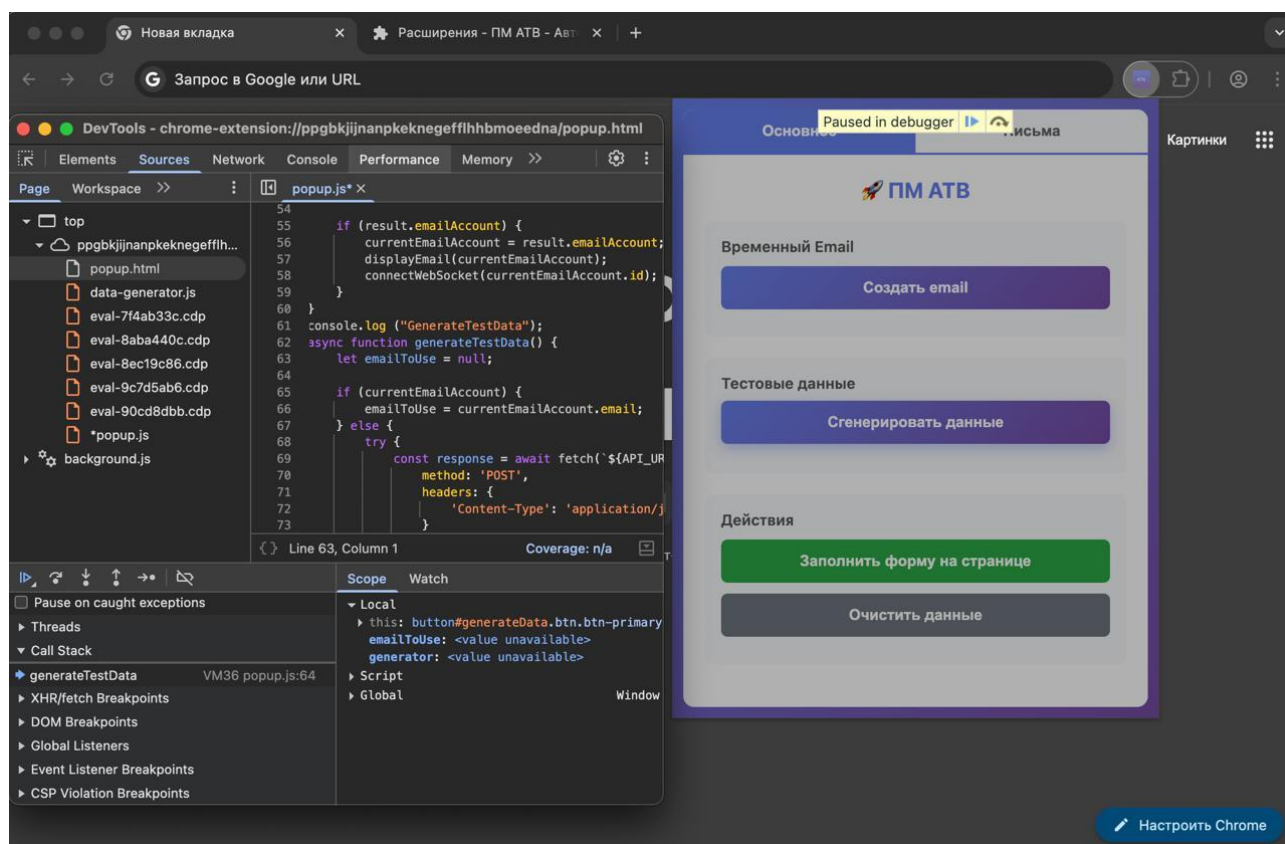 Новая вкладка
Расширения - ПМ АТВ - Авт
Запрос в Google или URL
DevTools - chrome-extension://ppgbkjijnanpkeknegefflhhbmoeedna/popup.html
Elements Sources Network Console Performance Memory
Page Workspace
popup.js*
top
ppgbkjijnanpkeknegefflh...
popup.html
data-generator.js
eval-7f4ab33c.cdp
eval-8aba440c.cdp
eval-8ec19c86.cdp
eval-9c7d5ab6.cdp
eval-90cd8dbb.cdp
*popup.js
background.js
54
55 if (result.emailAccount) {
56 currentEmailAccount = result.emailAccount;
57 displayEmail(currentEmailAccount);
58 connectWebSocket(currentEmailAccount.id);
59 }
60 }
61 console.log ("GenerateTestData");
62 async function generateTestData() {
63 let emailToUse = null;
64
65 if (currentEmailAccount) {
66 emailToUse = currentEmailAccount.email;
67 } else {
68 try {
69 const response = await fetch(`${API_UR
70 method: 'POST',
71 headers: {
72 'Content-Type': 'application/j
73 }
{} Line 63, Column 1 Coverage: n/a
Pause on caught exceptions
Threads
Call Stack
generateTestData VM36 popup.js:64
XHR/fetch Breakpoints
DOM Breakpoints
Global Listeners
Event Listener Breakpoints
CSP Violation Breakpoints
Scope Watch
Local
this: button#generateData.btn.btn-primary
emailToUse: <value unavailable>
generator: <value unavailable>
Script
Global Window
Paused in debugger
🚀 ПМ АТВ
Временный Email
Создать email
Тестовые данные
Сгенерировать данные
Действия
Заполнить форму на странице
Очистить данные
Картинки
Настроить Chrome